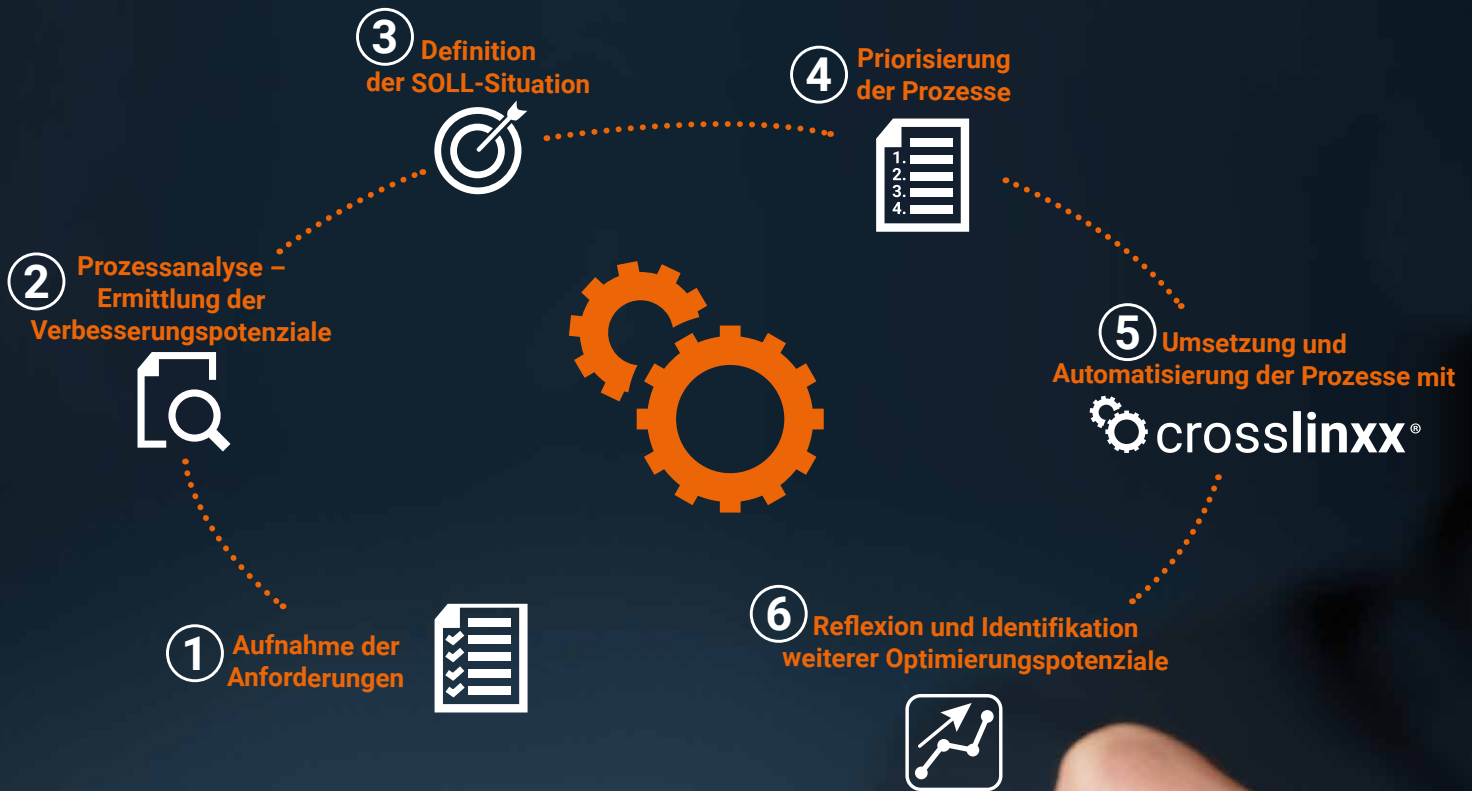 1
Aufnahme der
Anforderungen
2
Prozessanalyse –
Ermittlung der
Verbesserungspotenziale
3
Definition
der SOLL-Situation
4
Priorisierung
der Prozesse
1.
2.
3.
4.
5
Umsetzung und
Automatisierung der Prozesse mit
crosslinxx®
6
Reflexion und Identifikation
weiterer Optimierungspotenziale